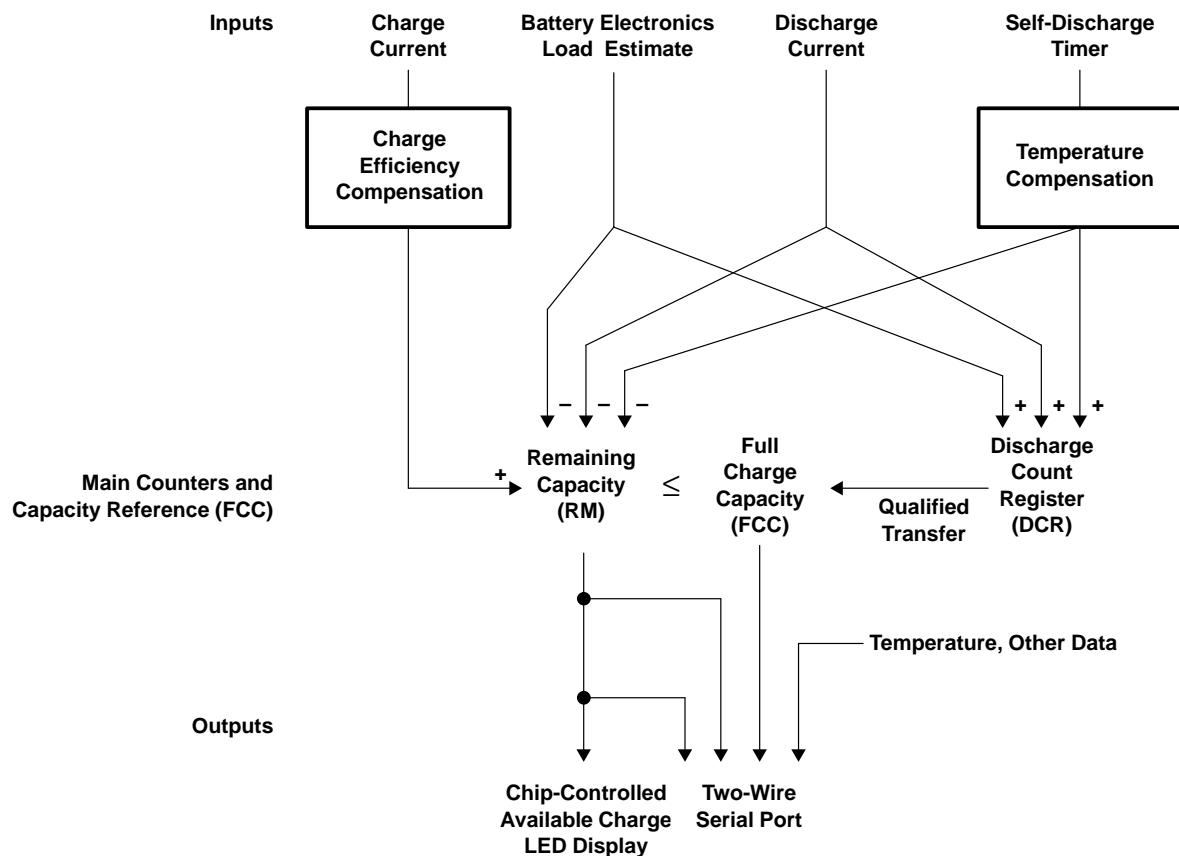 Inputs
Charge
Current
Battery Electronics
Load Estimate
Discharge
Current
Self-Discharge
Timer
Charge
Efficiency
Compensation
Temperature
Compensation
– – –
+ + +
Main Counters and
Capacity Reference (FCC)
+
Remaining
Capacity
(RM)
≤
Full
Charge
Capacity
(FCC)
Qualified
Transfer
Discharge
Count
Register
(DCR)
Temperature, Other Data
Outputs
Chip-Controlled
Available Charge
LED Display
Two-Wire
Serial Port